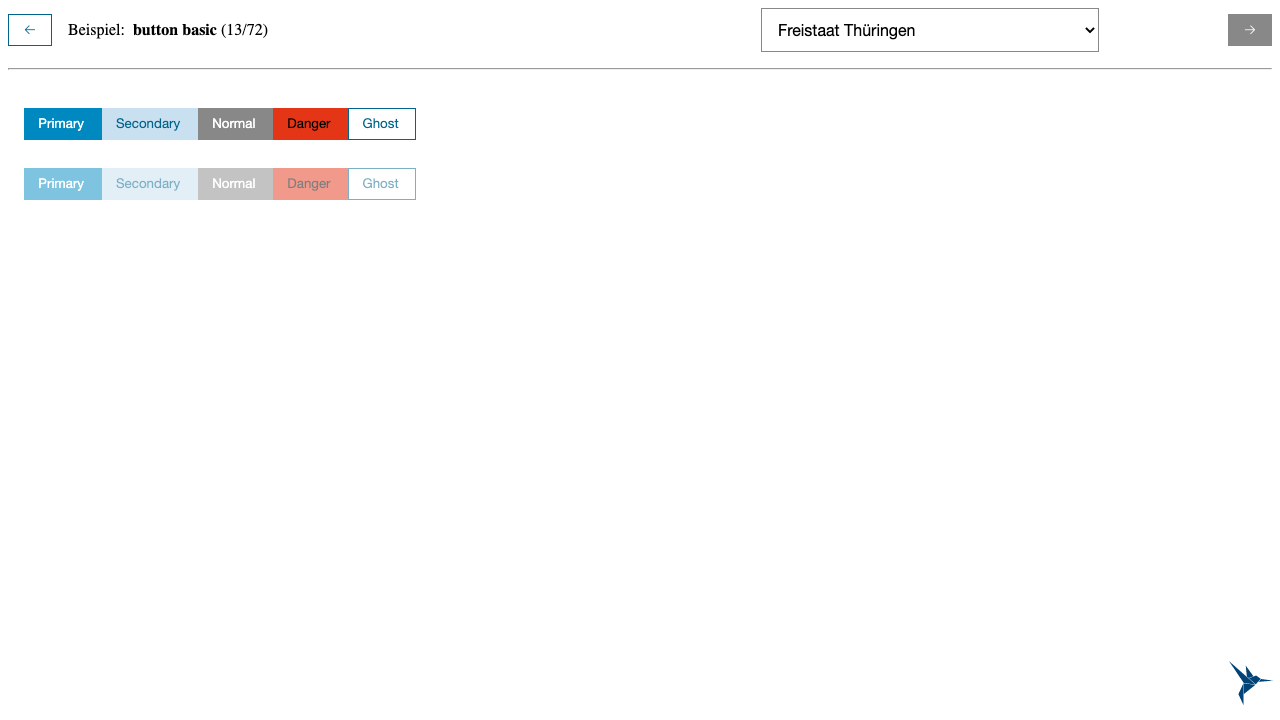 ← Beispiel: button basic (13/72) Freistaat Thüringen →
Primary Secondary Normal Danger Ghost
Primary Secondary Normal Danger Ghost